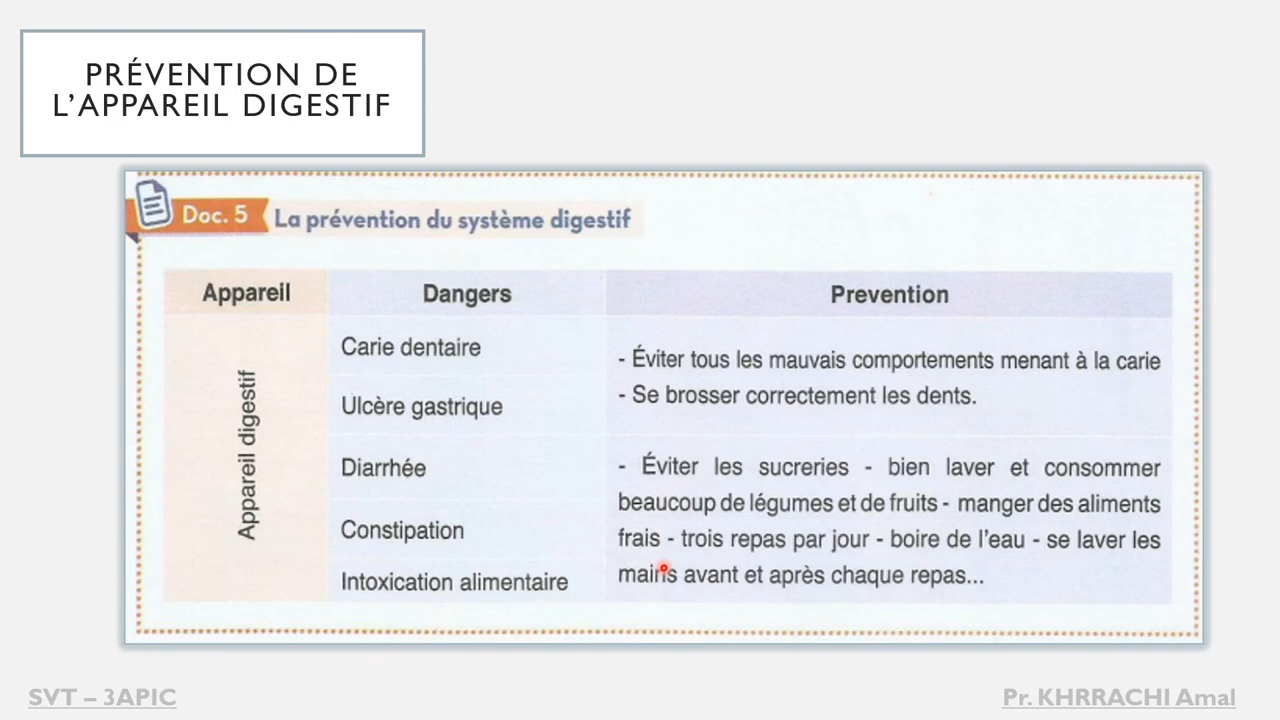 PRÉVENTION DE
L’APPAREIL DIGESTIF
Doc. 5 La prévention du système digestif
Appareil Dangers Prevention
Appareil digestif
Carie dentaire
Ulcère gastrique
Diarrhée
Constipation
Intoxication alimentaire
- Éviter tous les mauvais comportements menant à la carie
- Se brosser correctement les dents.
- Éviter les sucreries - bien laver et consommer
beaucoup de légumes et de fruits - manger des aliments
frais - trois repas par jour - boire de l’eau - se laver les
mains avant et après chaque repas...
SVT – 3APIC
Pr. KHRRACHI Amal